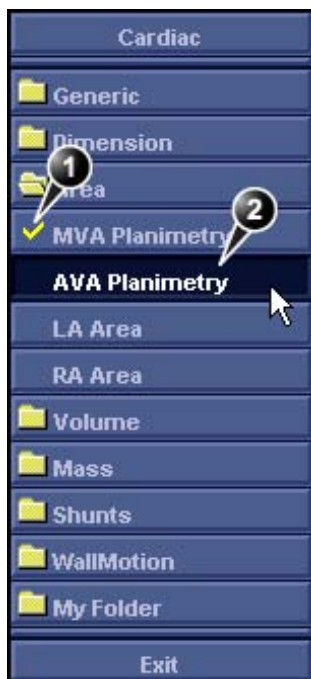 Cardiac
Generic
Dimension
Area
1
MVA Planimetry
2
AVA Planimetry
LA Area
RA Area
Volume
Mass
Shunts
WallMotion
My Folder
Exit